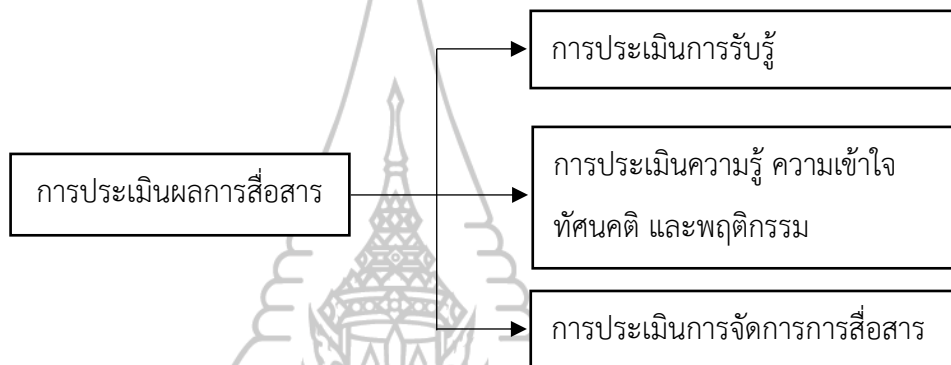 การประเมินการรับรู้
การประเมินผลการสื่อสาร
การประเมินความรู้ ความเข้าใจ
ทัศนคติ และพฤติกรรม
การประเมินการจัดการการสื่อสาร